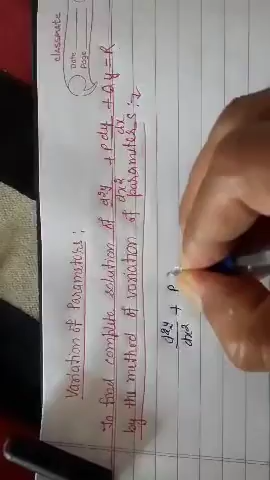 classmate
Date
Page
Variation of Parameters:
To find complete solution of d²y/dx² + P dy/dx + Qy = R
by the method of variation of parameters :-
d²y/dx² + P